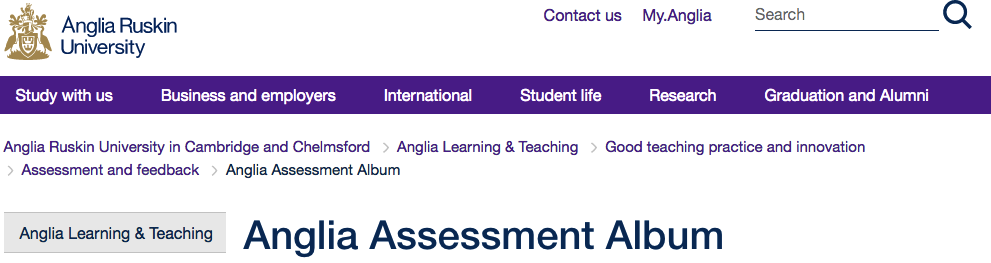 Anglia Ruskin
University
Contact us My.Anglia Search
Study with us Business and employers International Student life Research Graduation and Alumni
Anglia Ruskin University in Cambridge and Chelmsford > Anglia Learning & Teaching > Good teaching practice and innovation
> Assessment and feedback > Anglia Assessment Album
Anglia Learning & Teaching
Anglia Assessment Album